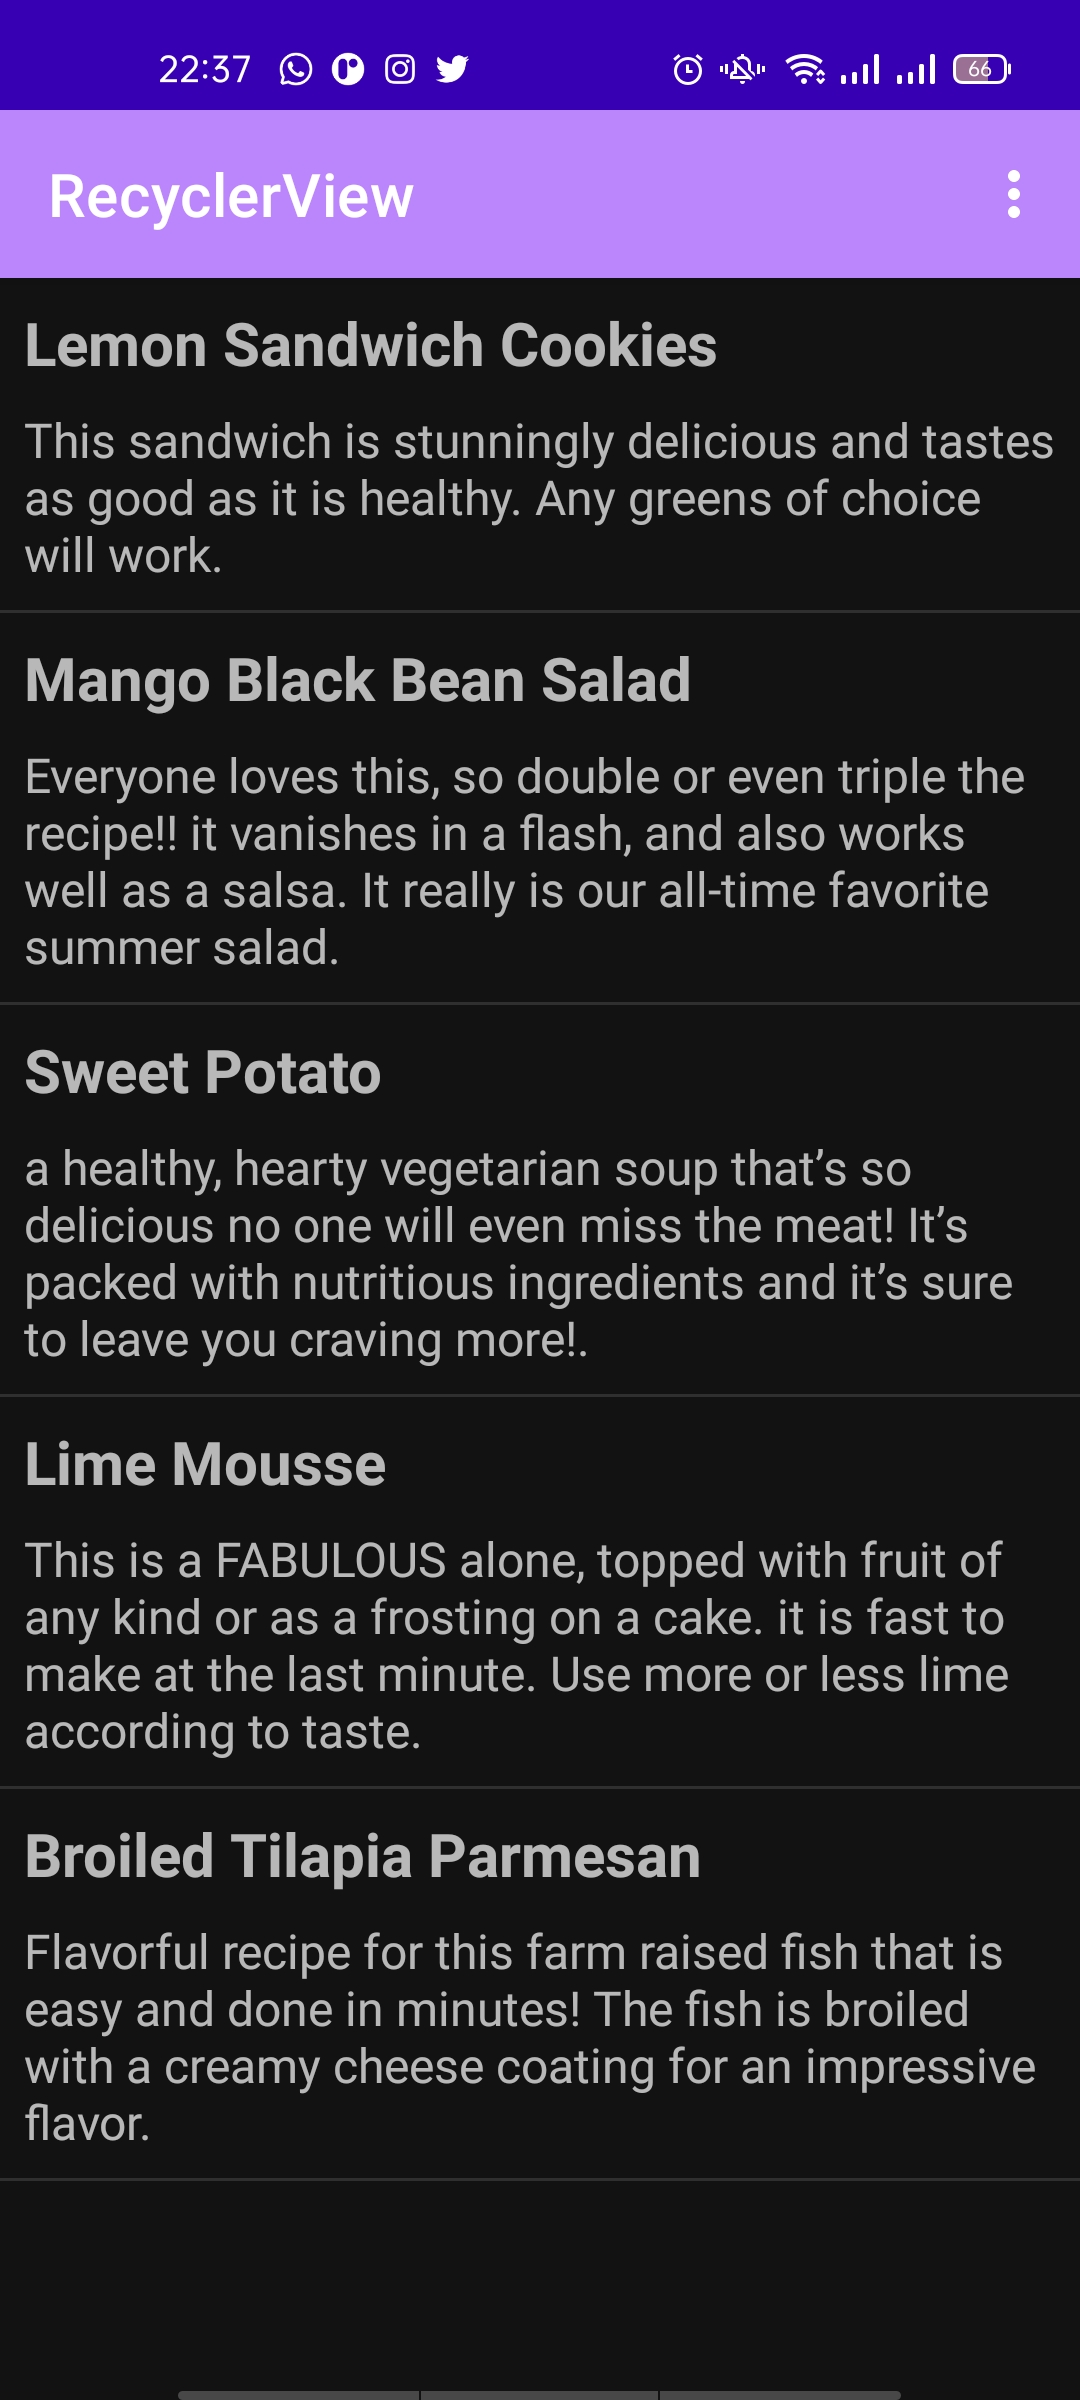 22:37
66
RecyclerView
Lemon Sandwich Cookies
This sandwich is stunningly delicious and tastes
as good as it is healthy. Any greens of choice
will work.
Mango Black Bean Salad
Everyone loves this, so double or even triple the
recipe!! it vanishes in a flash, and also works
well as a salsa. It really is our all-time favorite
summer salad.
Sweet Potato
a healthy, hearty vegetarian soup that’s so
delicious no one will even miss the meat! It’s
packed with nutritious ingredients and it’s sure
to leave you craving more!.
Lime Mousse
This is a FABULOUS alone, topped with fruit of
any kind or as a frosting on a cake. it is fast to
make at the last minute. Use more or less lime
according to taste.
Broiled Tilapia Parmesan
Flavorful recipe for this farm raised fish that is
easy and done in minutes! The fish is broiled
with a creamy cheese coating for an impressive
flavor.